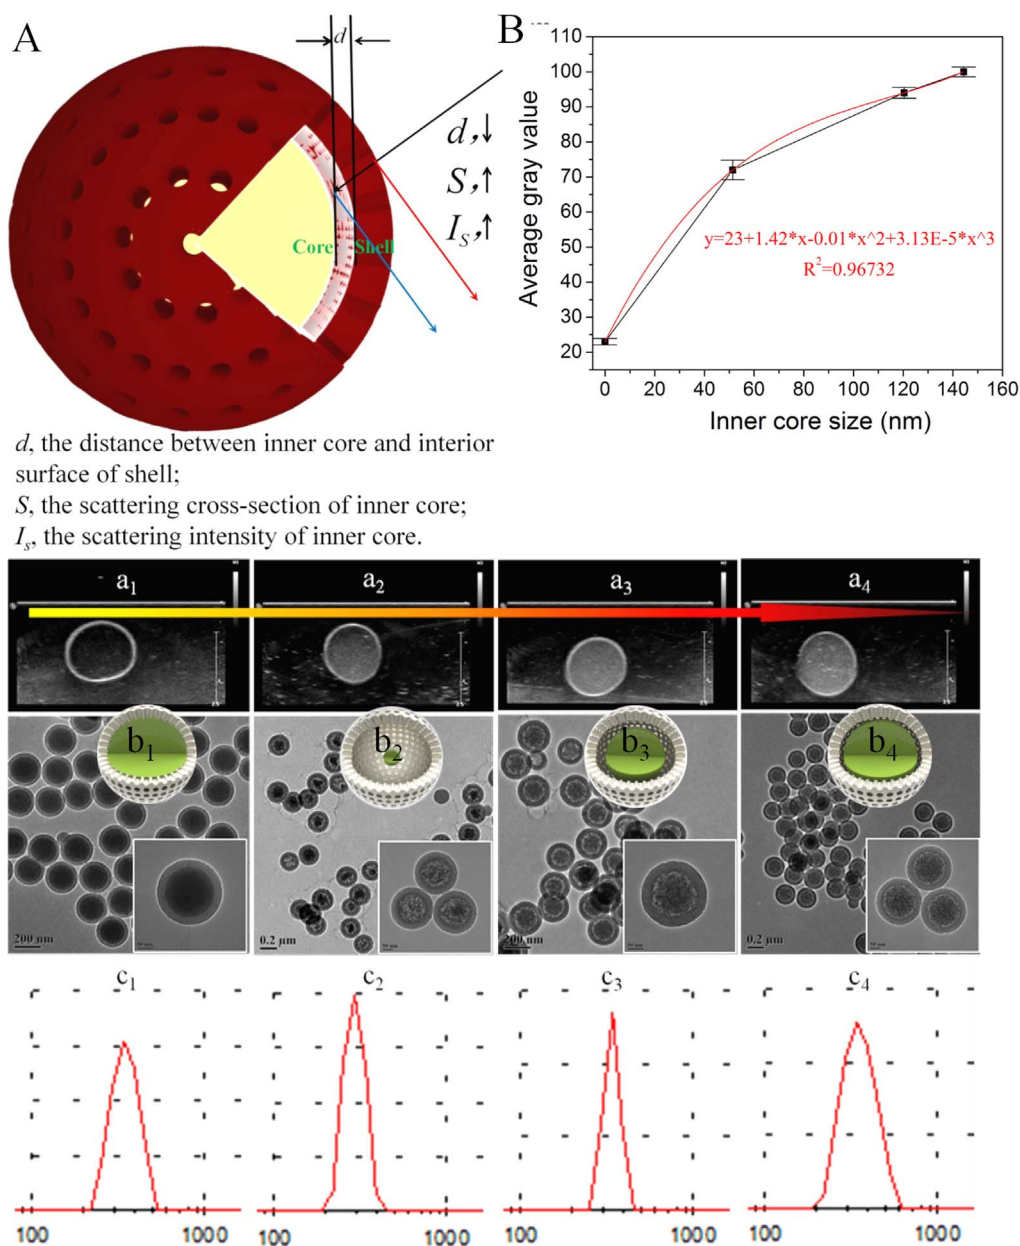 A
d
d,↓
S,↑
I_S,↑
Core Shell
d, the distance between inner core and interior
surface of shell;
S, the scattering cross-section of inner core;
I_s, the scattering intensity of inner core.
B
Average gray value
110
100
90
80
70
60
50
40
30
20
y=23+1.42*x-0.01*x^2+3.13E-5*x^3
R²=0.96732
0 20 40 60 80 100 120 140 160
Inner core size (nm)
a₁ a₂ a₃ a₄
b₁ b₂ b₃ b₄
200 nm 0.2 μm 200 nm 0.2 μm
c₁ c₂ c₃ c₄
100 1000 100 1000 100 1000 100 1000